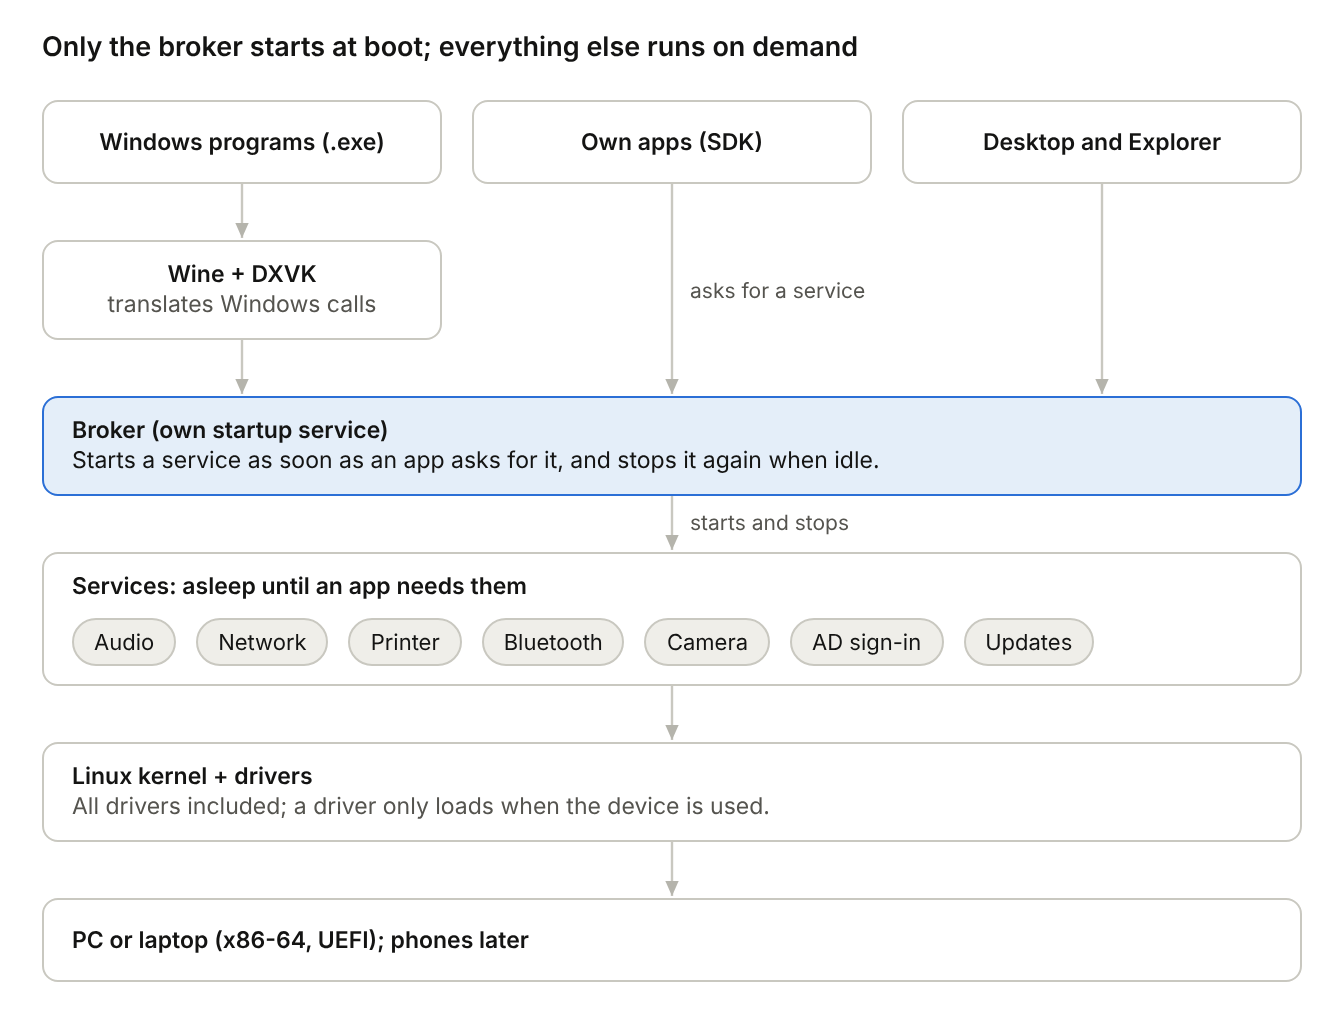 Only the broker starts at boot; everything else runs on demand
Windows programs (.exe)
Own apps (SDK)
Desktop and Explorer
Wine + DXVK
translates Windows calls
asks for a service
Broker (own startup service)
Starts a service as soon as an app asks for it, and stops it again when idle.
starts and stops
Services: asleep until an app needs them
Audio
Network
Printer
Bluetooth
Camera
AD sign-in
Updates
Linux kernel + drivers
All drivers included; a driver only loads when the device is used.
PC or laptop (x86-64, UEFI); phones later